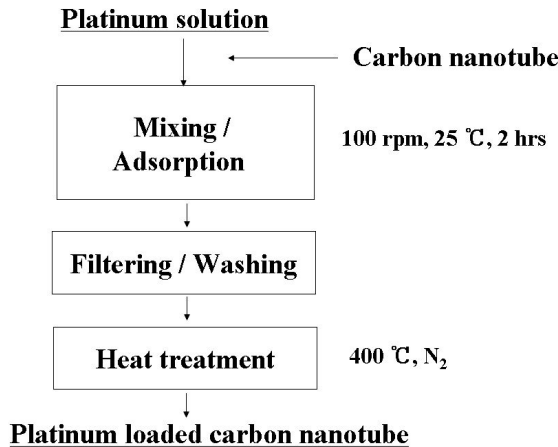 Platinum solution
Carbon nanotube
Mixing /
Adsorption
100 rpm, 25 ℃, 2 hrs
Filtering / Washing
Heat treatment
400 ℃, N₂
Platinum loaded carbon nanotube